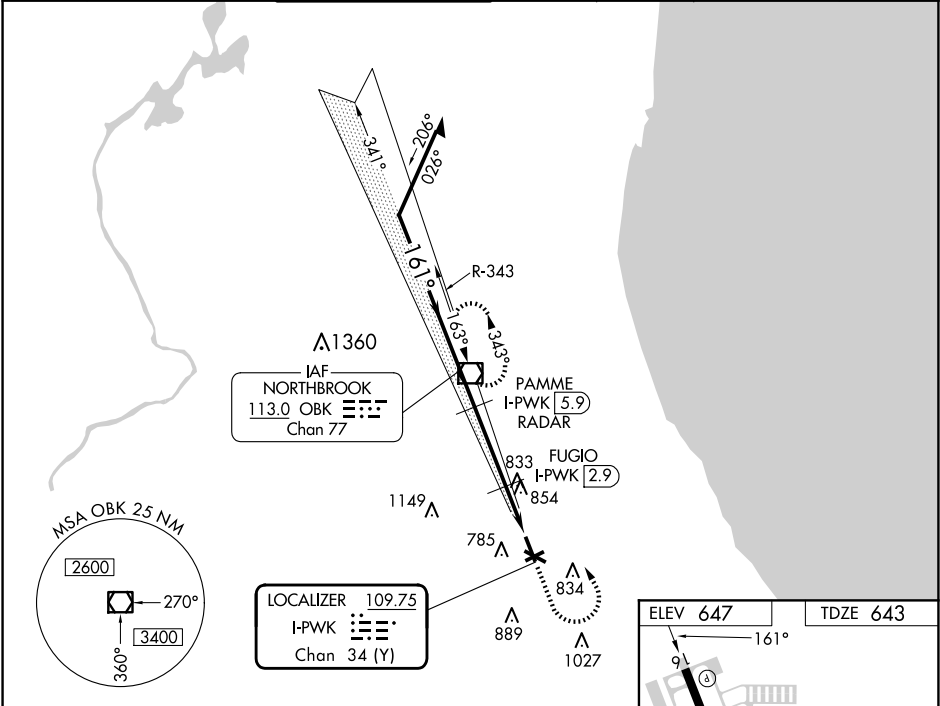 206°
026°
341°
161°
R-343
163°
343°
1360
IAF
NORTHBROOK
113.0 OBK
Chan 77
PAMME
I-PWK 5.9
RADAR
FUGIO
I-PWK 2.9
833
854
1149
785
834
889
1027
MSA OBK 25 NM
2600
270°
3400
360°
LOCALIZER 109.75
I-PWK
Chan 34 (Y)
ELEV 647
TDZE 643
161°
16
P